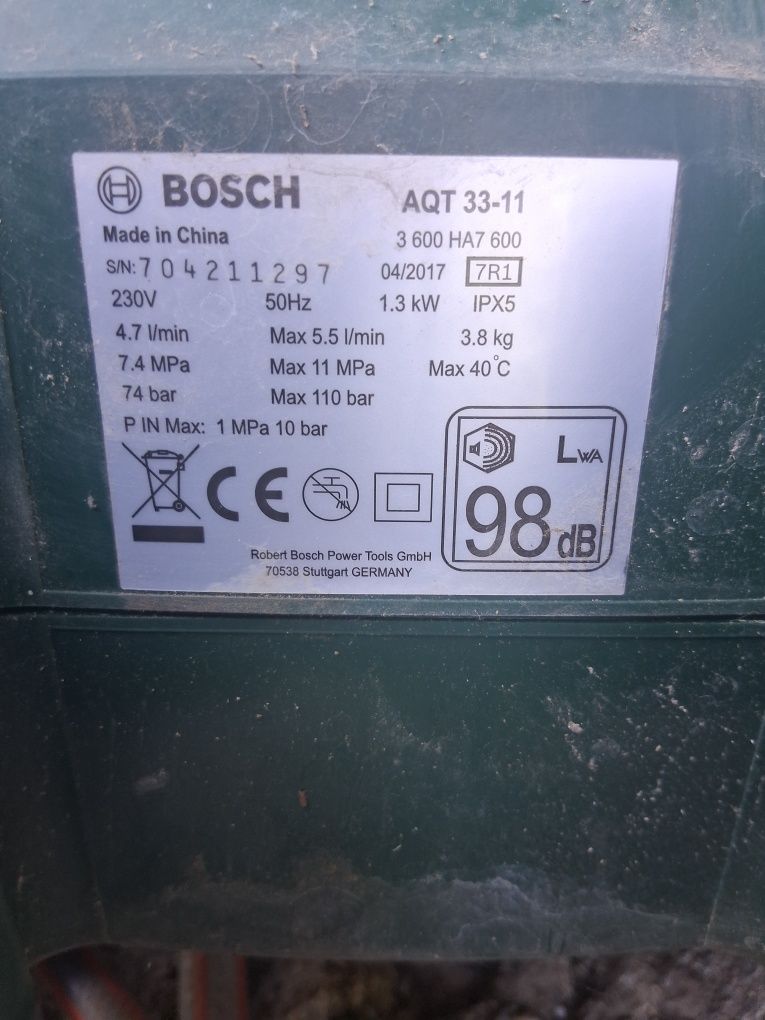 BOSCH AQT 33-11
Made in China 3 600 HA7 600
S/N: 704211297 04/2017 7R1
230V 50Hz 1.3 kW IPX5
4.7 l/min Max 5.5 l/min 3.8 kg
7.4 MPa Max 11 MPa Max 40°C
74 bar Max 110 bar
P IN Max: 1 MPa 10 bar
LWA
98 dB
CE
Robert Bosch Power Tools GmbH
70538 Stuttgart GERMANY